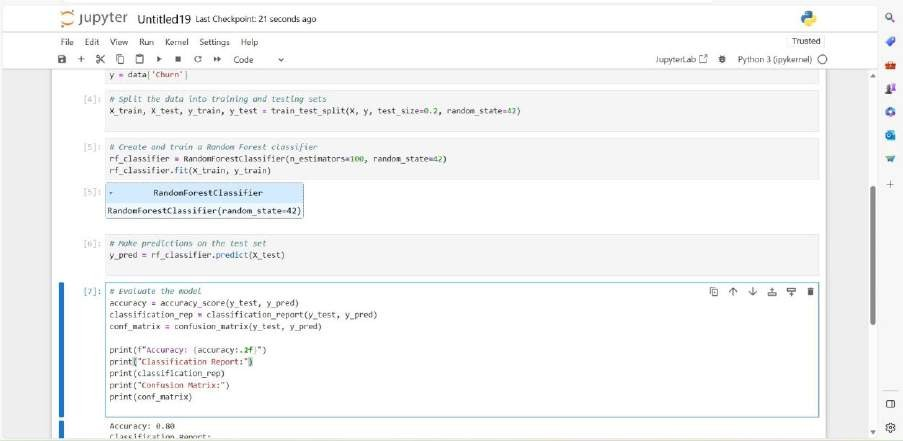 jupyter Untitled19 Last Checkpoint: 21 seconds ago
File Edit View Run Kernel Settings Help
Trusted
Code
JupyterLab
Python 3 (ipykernel)
y = data['Churn']
[4]: # Split the data into training and testing sets
X_train, X_test, y_train, y_test = train_test_split(X, y, test_size=0.2, random_state=42)
[5]: # Create and train a Random Forest classifier
rf_classifier = RandomForestClassifier(n_estimators=100, random_state=42)
rf_classifier.fit(X_train, y_train)
[5]: RandomForestClassifier
RandomForestClassifier(random_state=42)
[6]: # Make predictions on the test set
y_pred = rf_classifier.predict(X_test)
[7]: # Evaluate the model
accuracy = accuracy_score(y_test, y_pred)
classification_rep = classification_report(y_test, y_pred)
conf_matrix = confusion_matrix(y_test, y_pred)
print(f"Accuracy: {accuracy:.2f}")
print("Classification Report:")
print(classification_rep)
print("Confusion Matrix:")
print(conf_matrix)
Accuracy: 0.80
Classification Report: